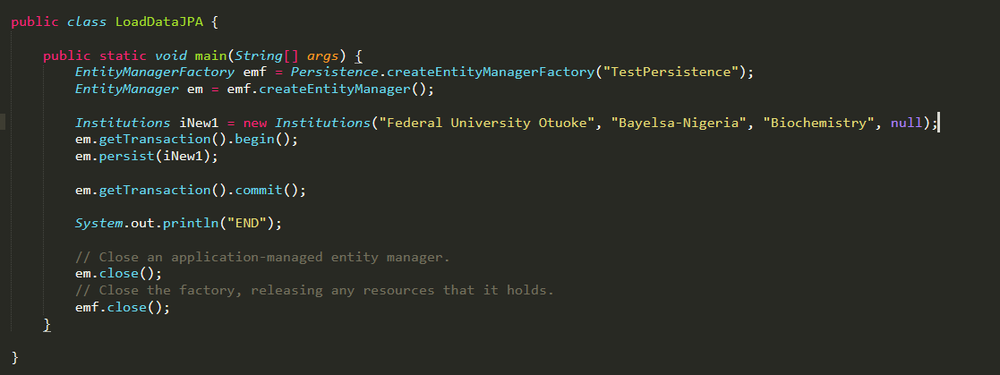 public class LoadDataJPA {
public static void main(String[] args) {
EntityManagerFactory emf = Persistence.createEntityManagerFactory("TestPersistence");
EntityManager em = emf.createEntityManager();
Institutions iNew1 = new Institutions("Federal University Otuoke", "Bayelsa-Nigeria", "Biochemistry", null);
em.getTransaction().begin();
em.persist(iNew1);
em.getTransaction().commit();
System.out.println("END");
// Close an application-managed entity manager.
em.close();
// Close the factory, releasing any resources that it holds.
emf.close();
}
}